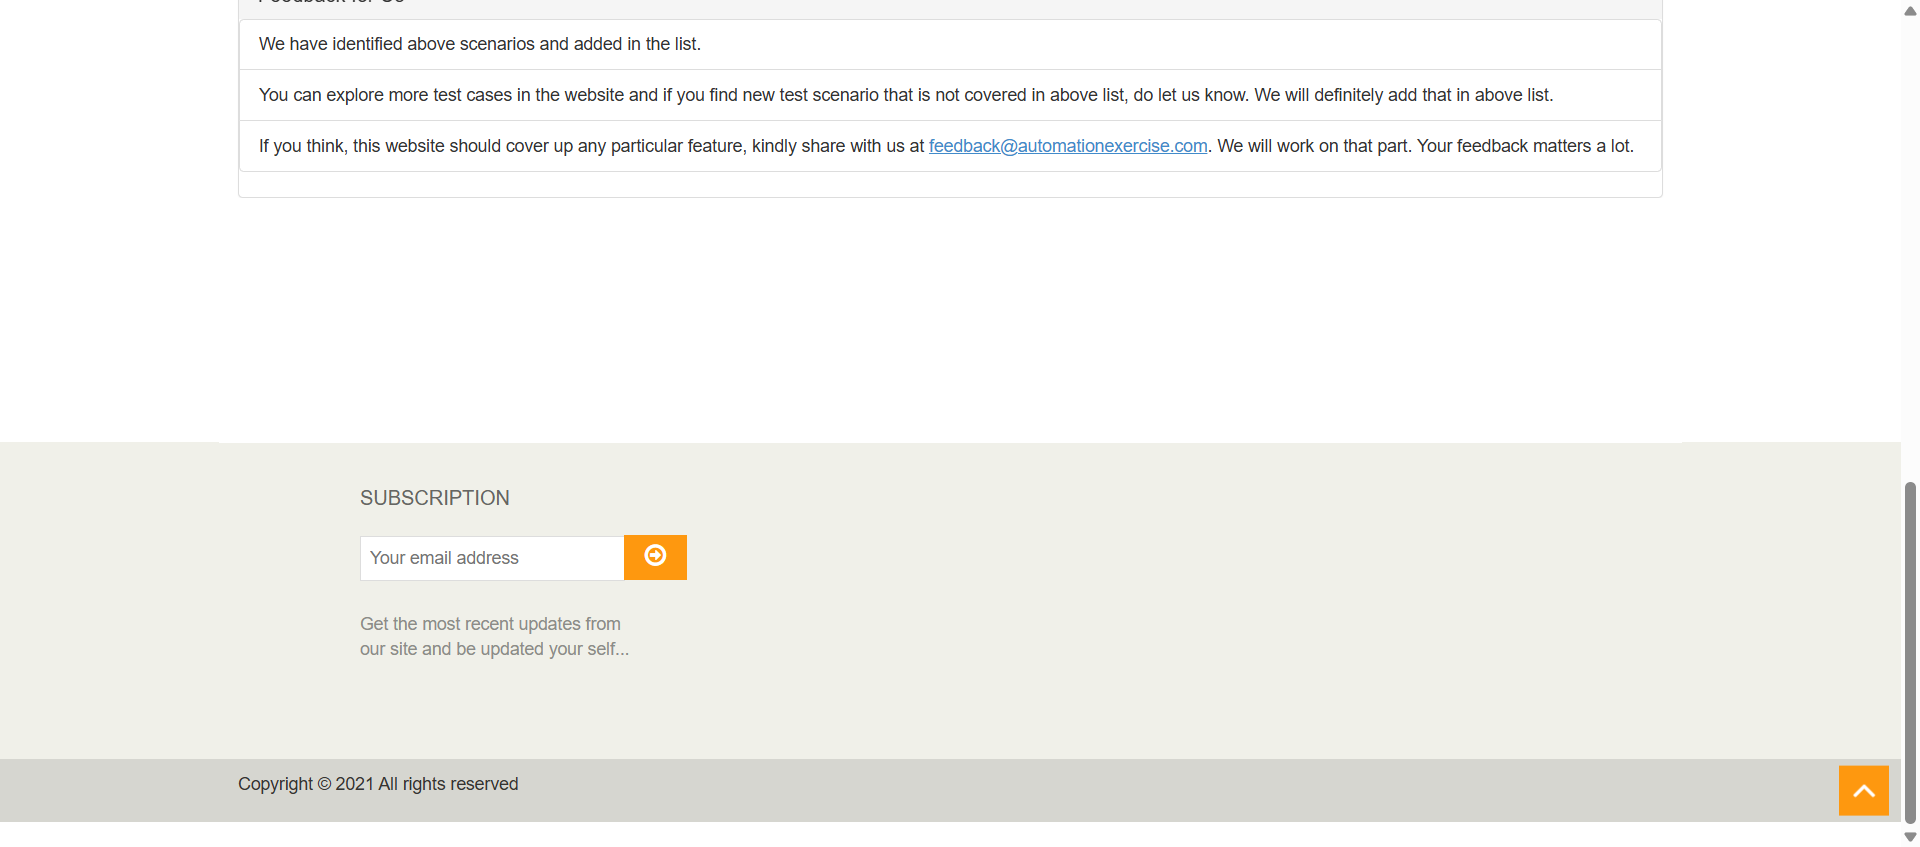 Feedback for Us
We have identified above scenarios and added in the list.
You can explore more test cases in the website and if you find new test scenario that is not covered in above list, do let us know. We will definitely add that in above list.
If you think, this website should cover up any particular feature, kindly share with us at feedback@automationexercise.com. We will work on that part. Your feedback matters a lot.
SUBSCRIPTION
Your email address
Get the most recent updates from
our site and be updated your self...
Copyright © 2021 All rights reserved